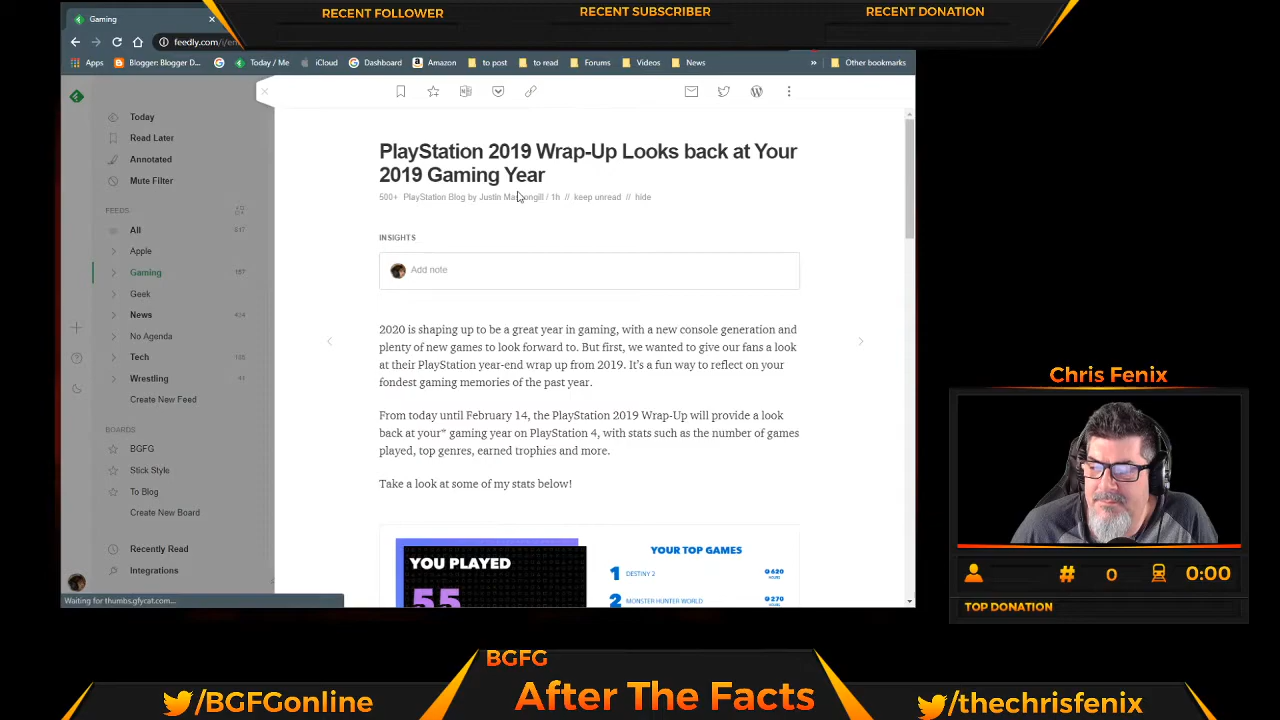 RECENT FOLLOWER
RECENT SUBSCRIBER
RECENT DONATION
Gaming
feedly.com/i/en
Apps
Blogger: Blogger D...
Today / Me
iCloud
Dashboard
Amazon
to post
to read
Forums
Videos
News
»
Other bookmarks
Today
Read Later
Annotated
Mute Filter
FEEDS
All
Apple
Gaming
Geek
News
No Agenda
Tech
Wrestling
Create New Feed
BOARDS
BGFG
Stick Style
To Blog
Create New Board
Recently Read
Integrations
Waiting for thumbs.gfycat.com...
PlayStation 2019 Wrap-Up Looks back at Your
2019 Gaming Year
500+ PlayStation Blog by Justin / 1h // keep unread // hide
INSIGHTS
Add note
2020 is shaping up to be a great year in gaming, with a new console generation and
plenty of new games to look forward to. But first, we wanted to give our fans a look
at their PlayStation year-end wrap up from 2019. It's a fun way to reflect on your
fondest gaming memories of the past year.
From today until February 14, the PlayStation 2019 Wrap-Up will provide a look
back at your* gaming year on PlayStation 4, with stats such as the number of games
played, top genres, earned trophies and more.
Take a look at some of my stats below!
YOU PLAYED
55
YOUR TOP GAMES
1 DESTINY 2 620 HOURS
2 MONSTER HUNTER WORLD 270 HOURS
Chris Fenix
# 0 0:00
TOP DONATION
BGFG
After The Facts
/BGFGonline
/thechrisfenix